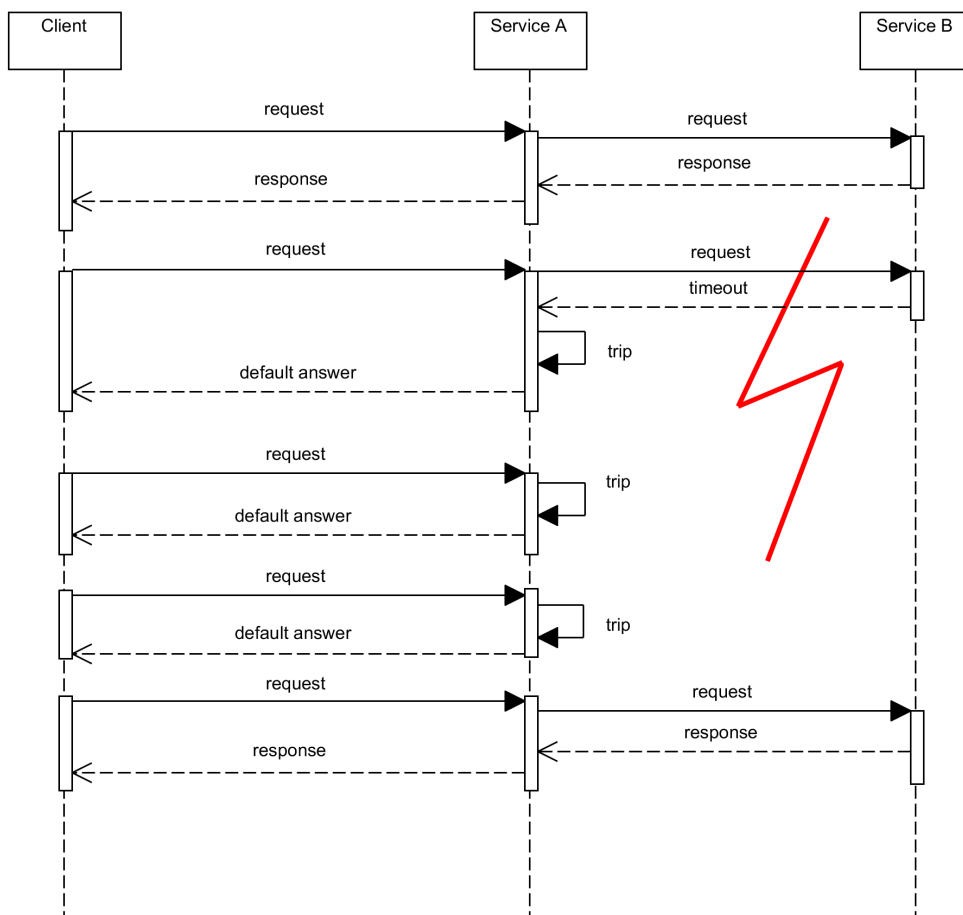 Client
Service A
Service B
request
request
response
response
request
request
timeout
trip
default answer
request
trip
default answer
request
trip
default answer
request
request
response
response